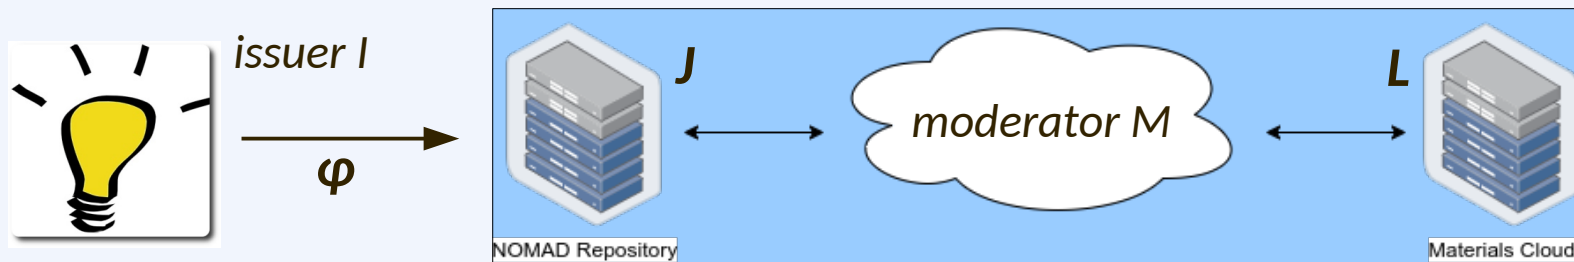 issuer I
φ
J
moderator M
L
NOMAD Repository
Materials Cloud